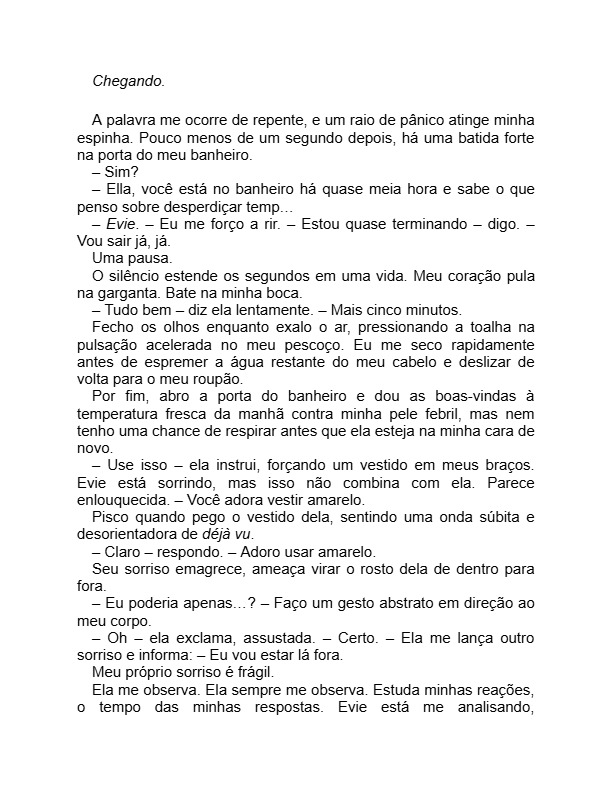 Chegando.
A palavra me ocorre de repente, e um raio de pânico atinge minha
espinha. Pouco menos de um segundo depois, há uma batida forte
na porta do meu banheiro.
– Sim?
– Ella, você está no banheiro há quase meia hora e sabe o que
penso sobre desperdiçar temp…
– Evie. – Eu me forço a rir. – Estou quase terminando – digo. –
Vou sair já, já.
Uma pausa.
O silêncio estende os segundos em uma vida. Meu coração pula
na garganta. Bate na minha boca.
– Tudo bem – diz ela lentamente. – Mais cinco minutos.
Fecho os olhos enquanto exalo o ar, pressionando a toalha na
pulsação acelerada no meu pescoço. Eu me seco rapidamente
antes de espremer a água restante do meu cabelo e deslizar de
volta para o meu roupão.
Por fim, abro a porta do banheiro e dou as boas-vindas à
temperatura fresca da manhã contra minha pele febril, mas nem
tenho uma chance de respirar antes que ela esteja na minha cara de
novo.
– Use isso – ela instrui, forçando um vestido em meus braços.
Evie está sorrindo, mas isso não combina com ela. Parece
enlouquecida. – Você adora vestir amarelo.
Pisco quando pego o vestido dela, sentindo uma onda súbita e
desorientadora de déjà vu.
– Claro – respondo. – Adoro usar amarelo.
Seu sorriso emagrece, ameaça virar o rosto dela de dentro para
fora.
– Eu poderia apenas…? – Faço um gesto abstrato em direção ao
meu corpo.
– Oh – ela exclama, assustada. – Certo. – Ela me lança outro
sorriso e informa: – Eu vou estar lá fora.
Meu próprio sorriso é frágil.
Ela me observa. Ela sempre me observa. Estuda minhas reações,
o tempo das minhas respostas. Evie está me analisando,